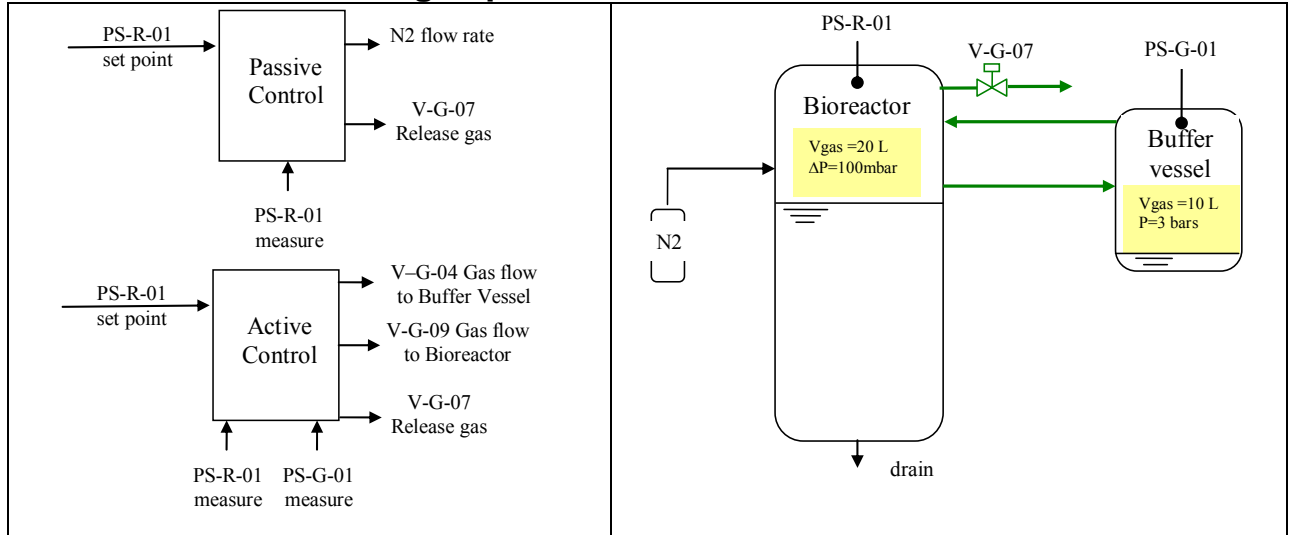 PS-R-01
set point
Passive
Control
N2 flow rate
V-G-07
Release gas
PS-R-01
measure
PS-R-01
set point
Active
Control
V–G-04 Gas flow
to Buffer Vessel
V-G-09 Gas flow
to Bioreactor
V-G-07
Release gas
PS-R-01
measure
PS-G-01
measure
PS-R-01
V-G-07
PS-G-01
Bioreactor
Vgas =20 L
ΔP=100mbar
Buffer
vessel
Vgas =10 L
P=3 bars
N2
drain